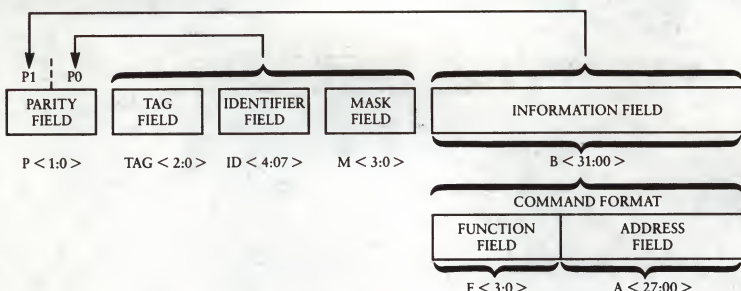 P1 P0
PARITY FIELD
TAG FIELD
IDENTIFIER FIELD
MASK FIELD
INFORMATION FIELD
P < 1:0 > TAG < 2:0 > ID < 4:07 > M < 3:0 > B < 31:00 >
COMMAND FORMAT
FUNCTION FIELD
ADDRESS FIELD
F < 3:0 > A < 27:00 >